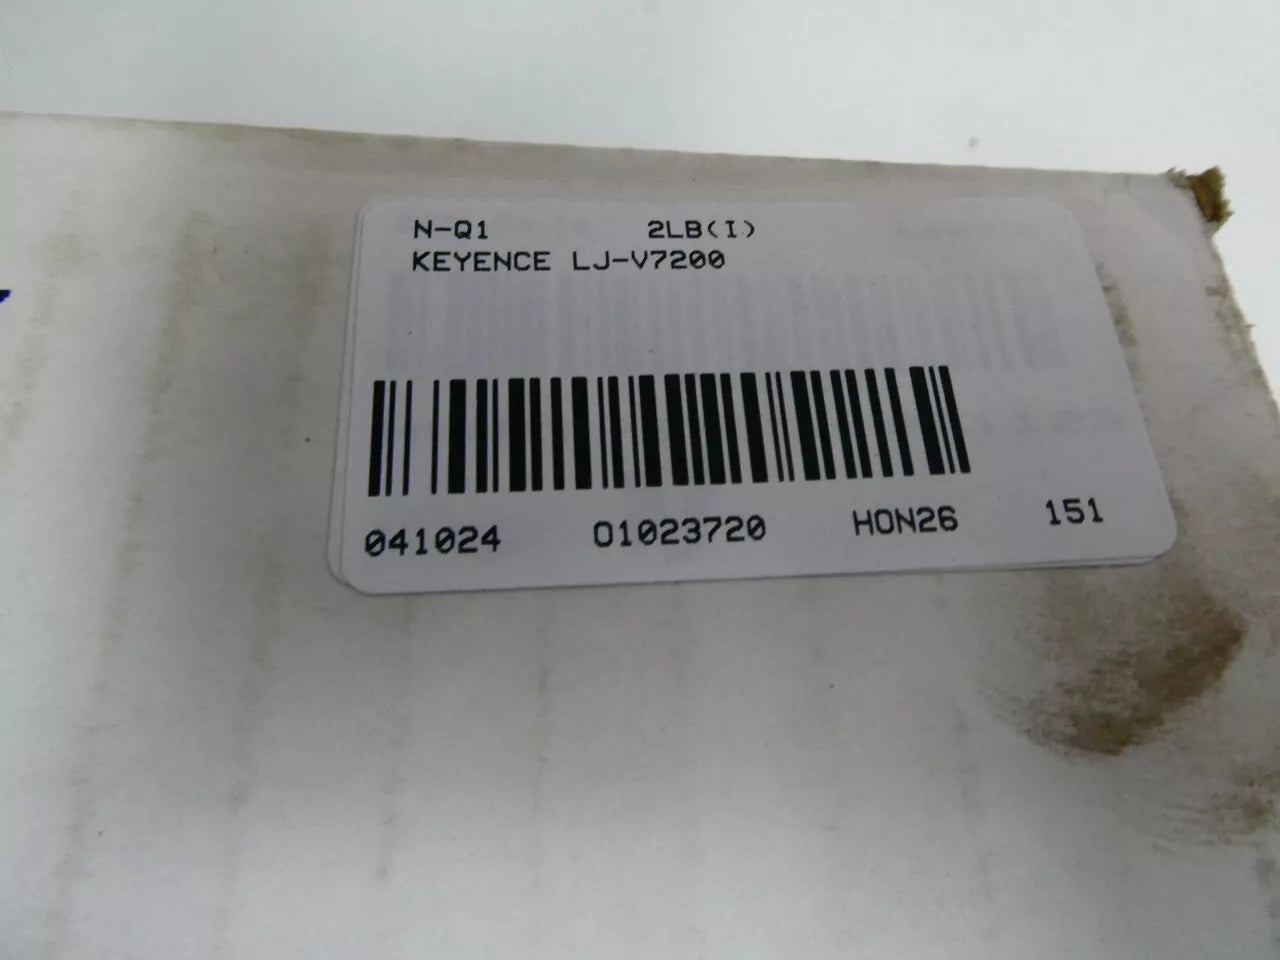 N-Q1 2LB(I)
KEYENCE LJ-V7200
041024 01023720 HON26 151